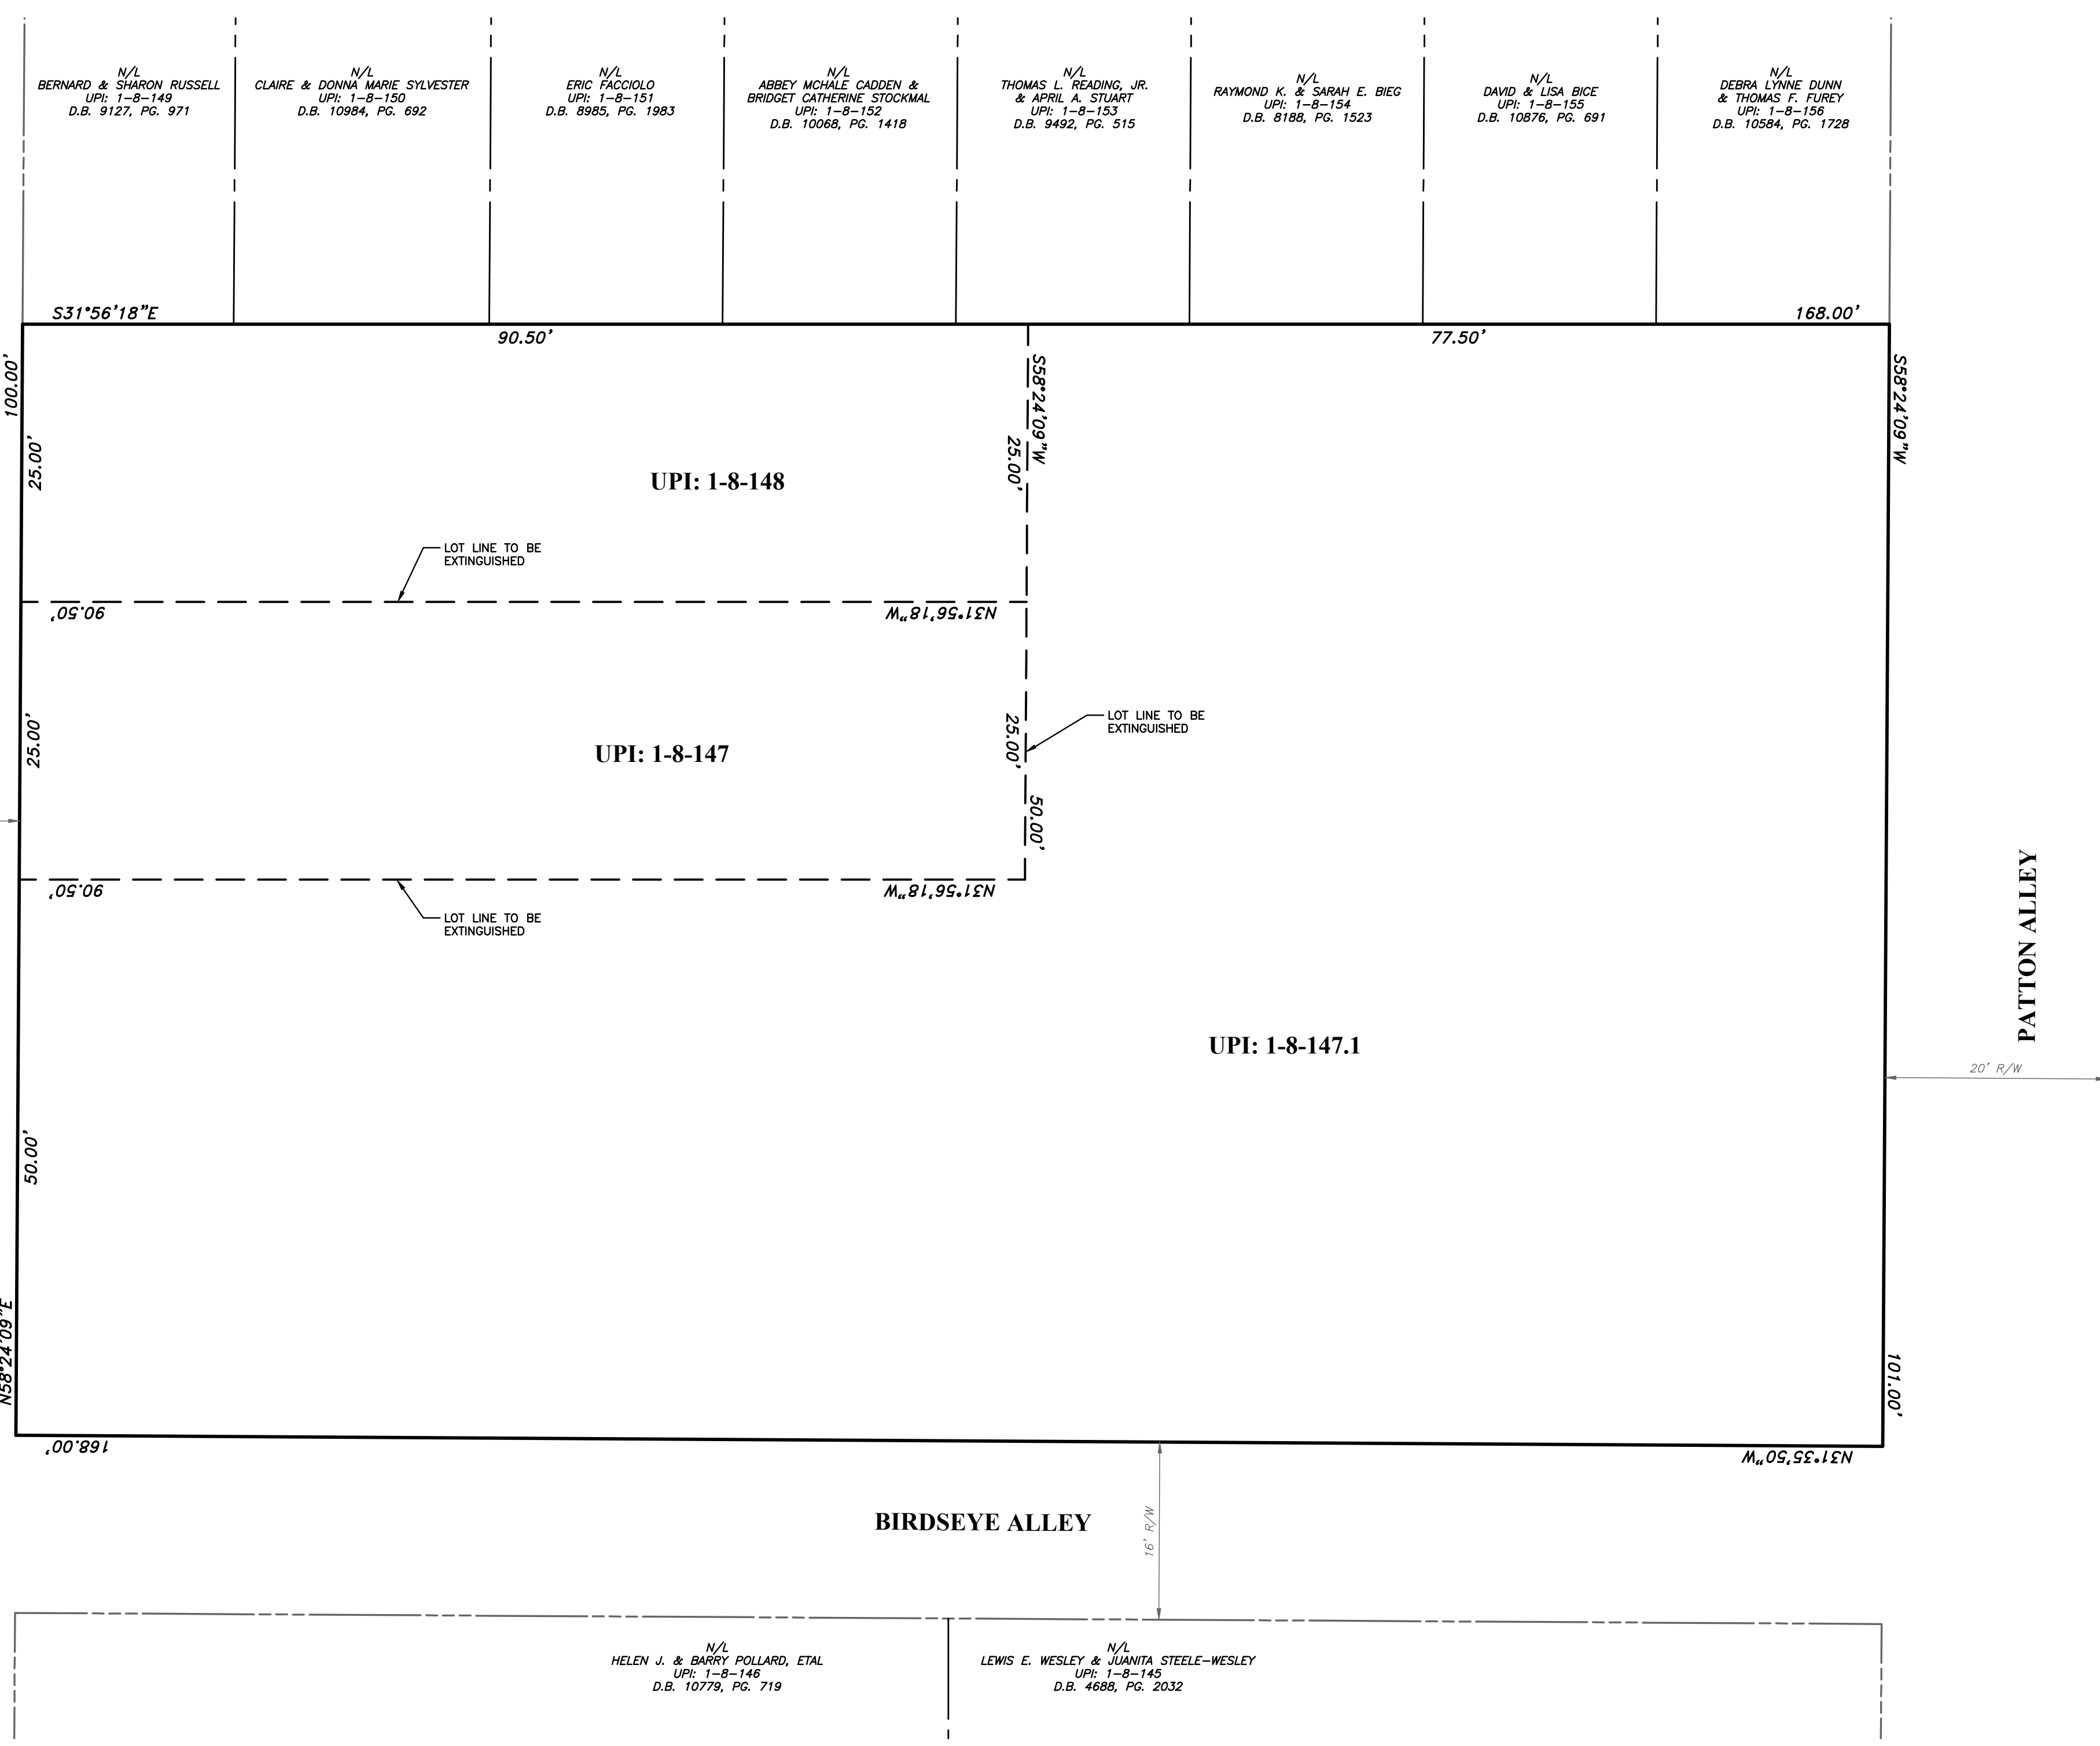 N/L
BERNARD & SHARON RUSSELL
UPI: 1-8-149
D.B. 9127, PG. 971
N/L
CLAIRE & DONNA MARIE SYLVESTER
UPI: 1-8-150
D.B. 10984, PG. 692
N/L
ERIC FACCIOLO
UPI: 1-8-151
D.B. 8985, PG. 1983
N/L
ABBEY MCHALE CADDEN &
BRIDGET CATHERINE STOCKMAL
UPI: 1-8-152
D.B. 10068, PG. 1418
N/L
THOMAS L. READING, JR.
& APRIL A. STUART
UPI: 1-8-153
D.B. 9492, PG. 515
N/L
RAYMOND K. & SARAH E. BIEG
UPI: 1-8-154
D.B. 8188, PG. 1523
N/L
DAVID & LISA BICE
UPI: 1-8-155
D.B. 10876, PG. 691
N/L
DEBRA LYNNE DUNN
& THOMAS F. FUREY
UPI: 1-8-156
D.B. 10584, PG. 1728
S31°56'18"E
168.00'
90.50'
77.50'
100.00'
25.00'
S58°24'09"W
25.00'
S58°24'09"W
UPI: 1-8-148
LOT LINE TO BE
EXTINGUISHED
90.50'
N31°56'18"W
25.00'
UPI: 1-8-147
25.00'
LOT LINE TO BE
EXTINGUISHED
50.00'
90.50'
N31°56'18"W
LOT LINE TO BE
EXTINGUISHED
PATTON ALLEY
20' R/W
UPI: 1-8-147.1
50.00'
N58°24'09"E
101.00'
168.00'
N31°35'50"W
BIRDSEYE ALLEY
16' R/W
N/L
HELEN J. & BARRY POLLARD, ETAL
UPI: 1-8-146
D.B. 10779, PG. 719
N/L
LEWIS E. WESLEY & JUANITA STEELE-WESLEY
UPI: 1-8-145
D.B. 4688, PG. 2032